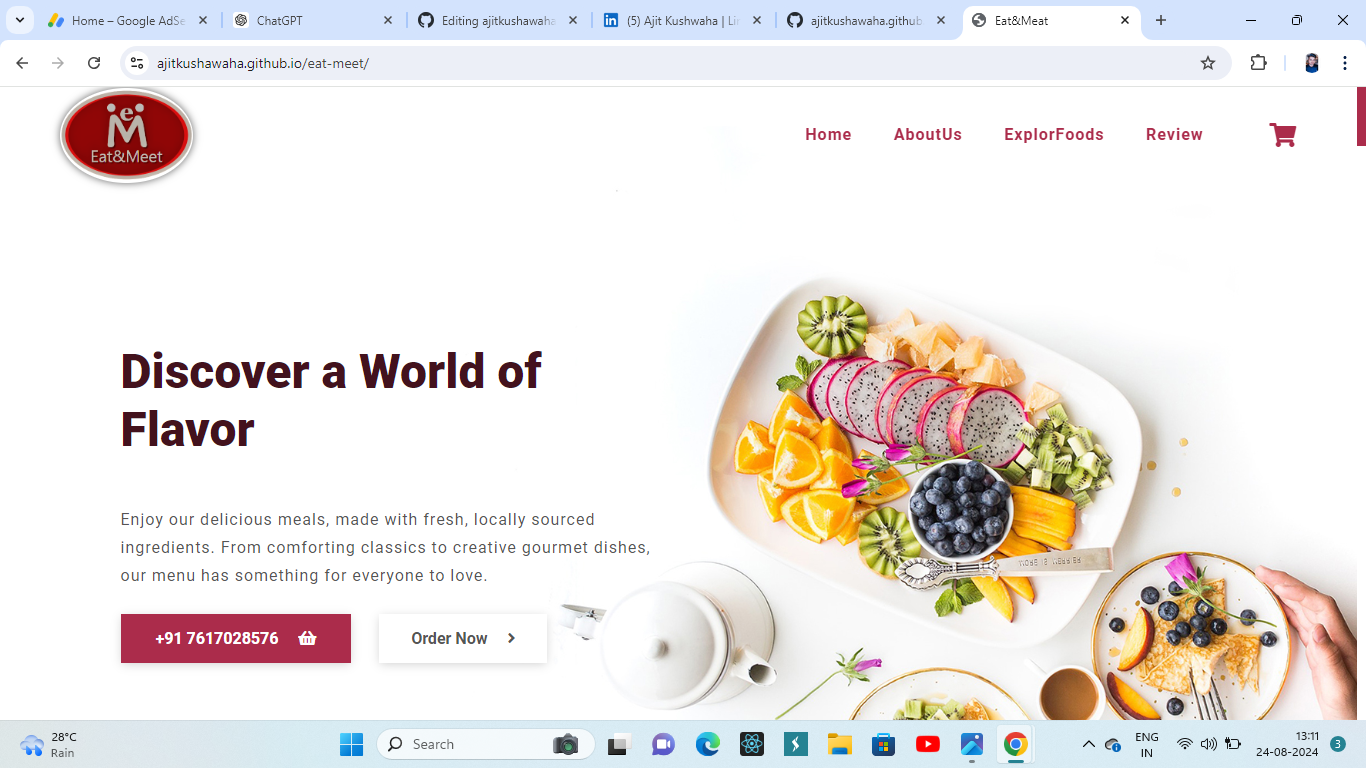 Home – Google AdSe
ChatGPT
Editing ajitkushawaha
(5) Ajit Kushwaha | Lin
ajitkushawaha.github
Eat&Meat
ajitkushawaha.github.io/eat-meet/
eM
Eat&Meet
Home
AboutUs
ExplorFoods
Review
Discover a World of
Flavor
Enjoy our delicious meals, made with fresh, locally sourced
ingredients. From comforting classics to creative gourmet dishes,
our menu has something for everyone to love.
+91 7617028576
Order Now
28°C
Rain
Search
ENG
IN
13:11
24-08-2024
3